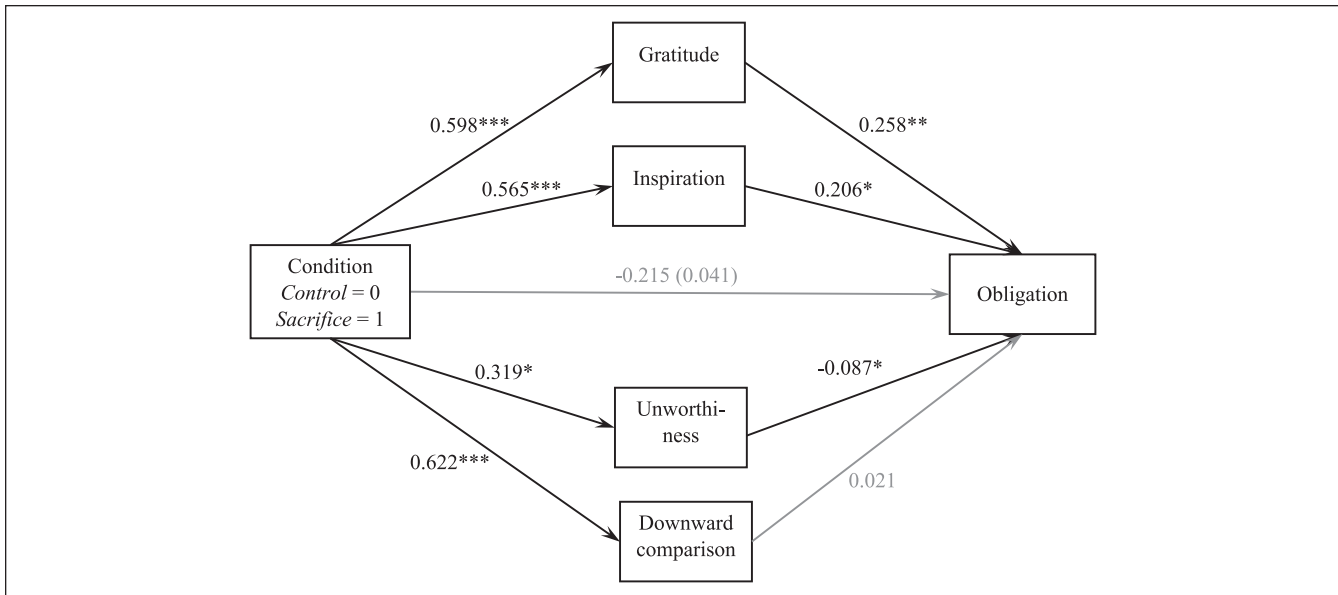 Gratitude
0.598***
0.258**
Inspiration
0.565***
0.206*
Condition
Control = 0
Sacrifice = 1
-0.215 (0.041)
Obligation
0.319*
-0.087*
Unworthi-
ness
0.622***
0.021
Downward
comparison